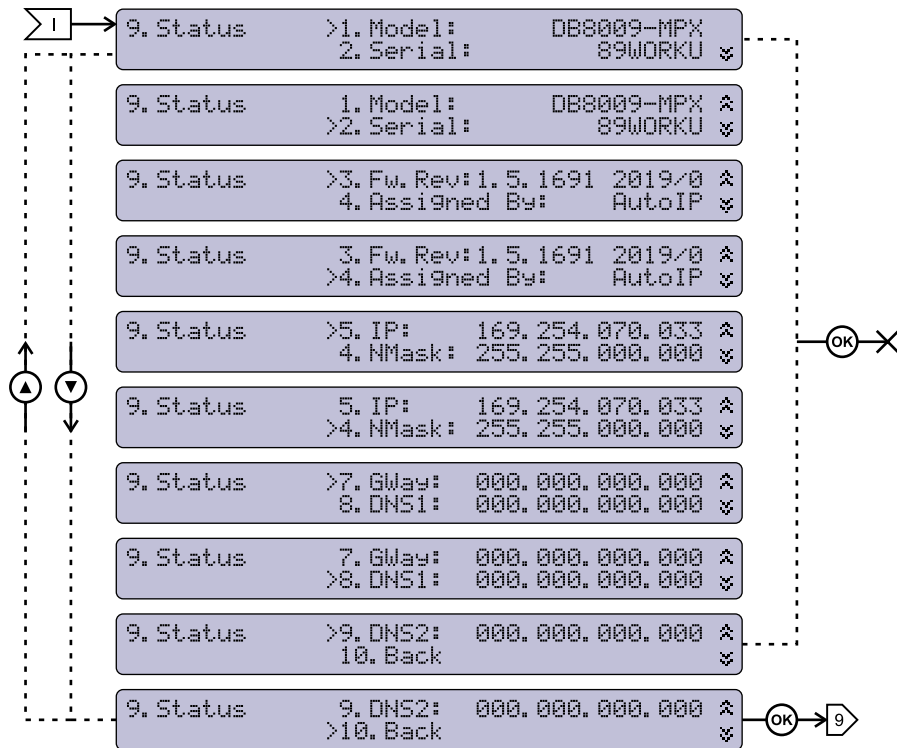 I
9. Status >1. Model: DB8009-MPX
2. Serial: 89WORKU
9. Status 1. Model: DB8009-MPX
>2. Serial: 89WORKU
9. Status >3. Fw. Rev:1. 5. 1691 2019/0
4. Assigned By: AutoIP
9. Status 3. Fw. Rev:1. 5. 1691 2019/0
>4. Assigned By: AutoIP
9. Status >5. IP: 169. 254. 070. 033
4. NMask: 255. 255. 000. 000
OK
9. Status 5. IP: 169. 254. 070. 033
>4. NMask: 255. 255. 000. 000
9. Status >7. GWay: 000. 000. 000. 000
8. DNS1: 000. 000. 000. 000
9. Status 7. GWay: 000. 000. 000. 000
>8. DNS1: 000. 000. 000. 000
9. Status >9. DNS2: 000. 000. 000. 000
10. Back
9. Status 9. DNS2: 000. 000. 000. 000
>10. Back
OK
9